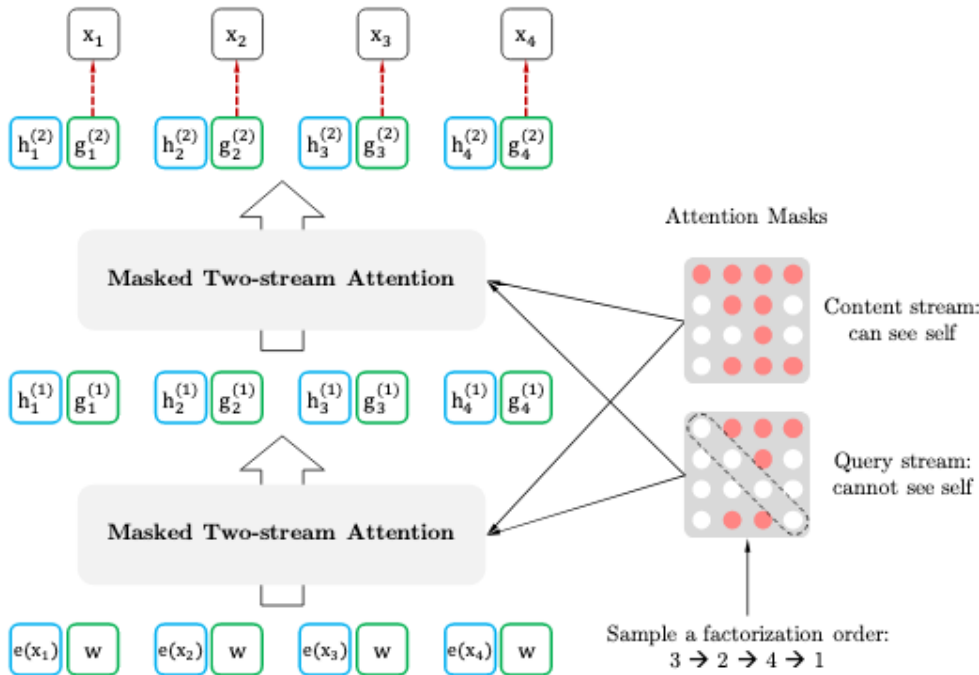 x₁ x₂ x₃ x₄
h₁⁽²⁾ g₁⁽²⁾ h₂⁽²⁾ g₂⁽²⁾ h₃⁽²⁾ g₃⁽²⁾ h₄⁽²⁾ g₄⁽²⁾
Attention Masks
Masked Two-stream Attention
Content stream:
can see self
h₁⁽¹⁾ g₁⁽¹⁾ h₂⁽¹⁾ g₂⁽¹⁾ h₃⁽¹⁾ g₃⁽¹⁾ h₄⁽¹⁾ g₄⁽¹⁾
Query stream:
cannot see self
Masked Two-stream Attention
Sample a factorization order:
3 → 2 → 4 → 1
e(x₁) w e(x₂) w e(x₃) w e(x₄) w